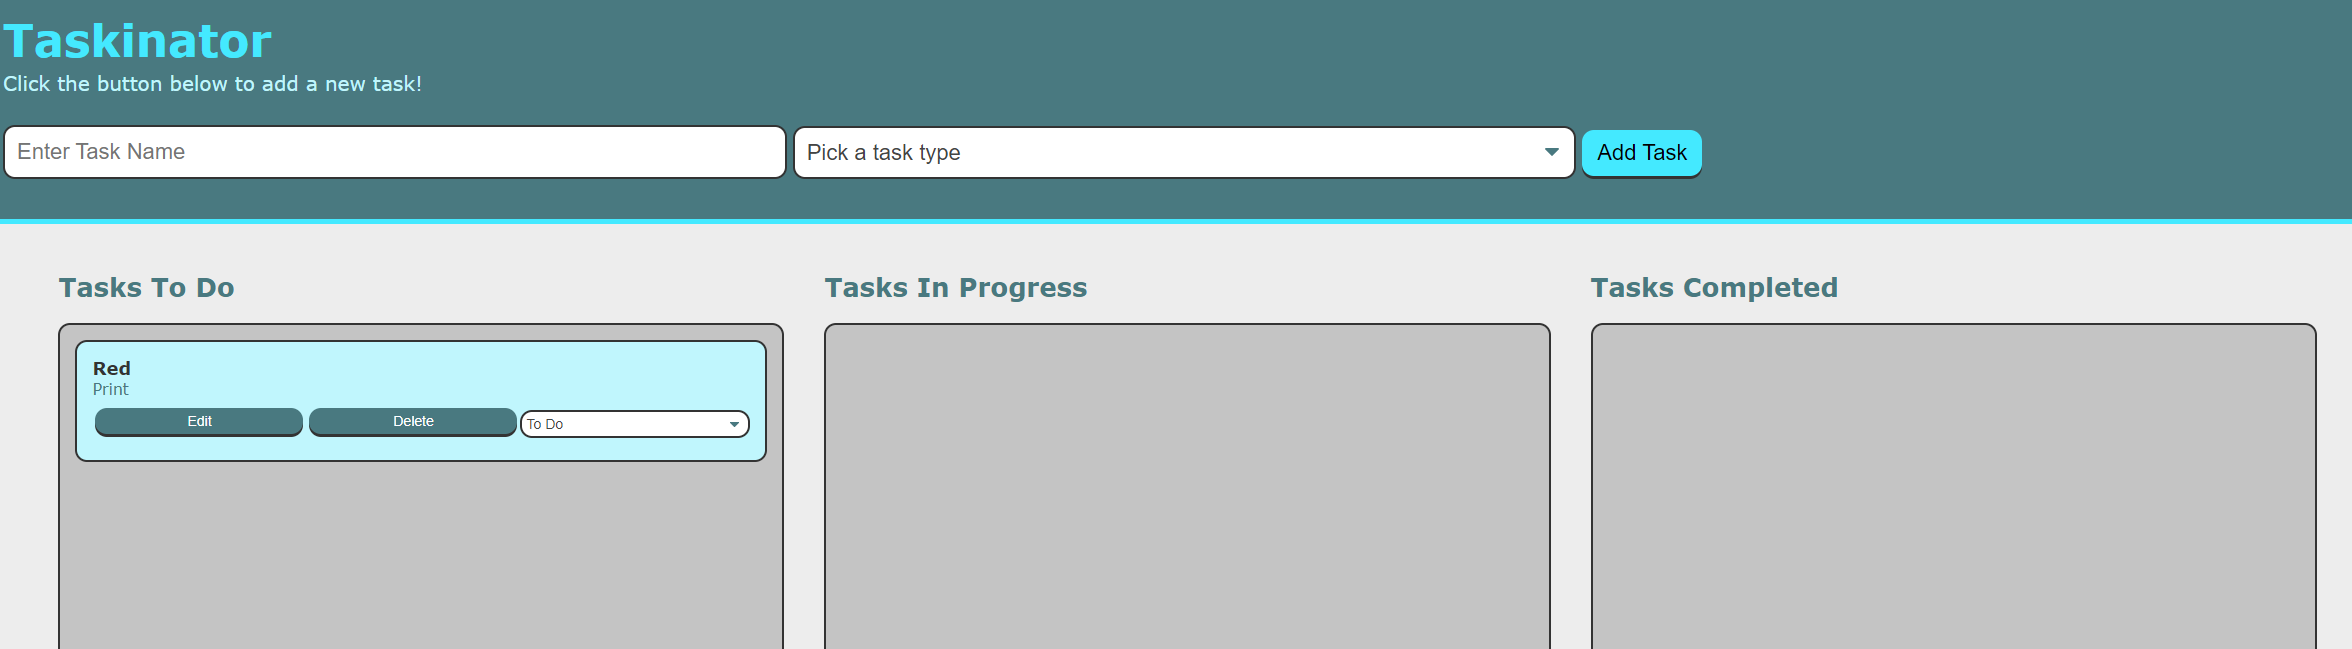 Taskinator
Click the button below to add a new task!
Enter Task Name
Pick a task type
Add Task
Tasks To Do
Tasks In Progress
Tasks Completed
Red
Print
Edit
Delete
To Do